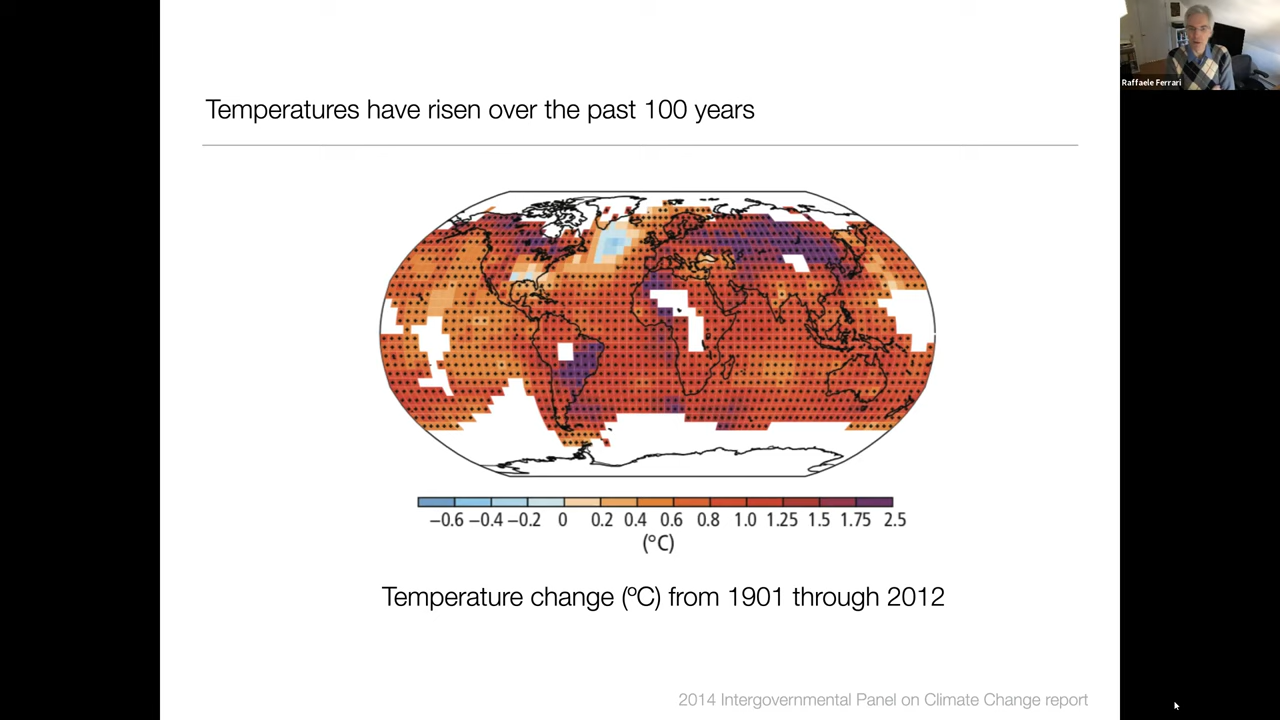 Raffaele Ferrari
Temperatures have risen over the past 100 years
−0.6 −0.4 −0.2 0 0.2 0.4 0.6 0.8 1.0 1.25 1.5 1.75 2.5
(°C)
Temperature change (ºC) from 1901 through 2012
2014 Intergovernmental Panel on Climate Change report